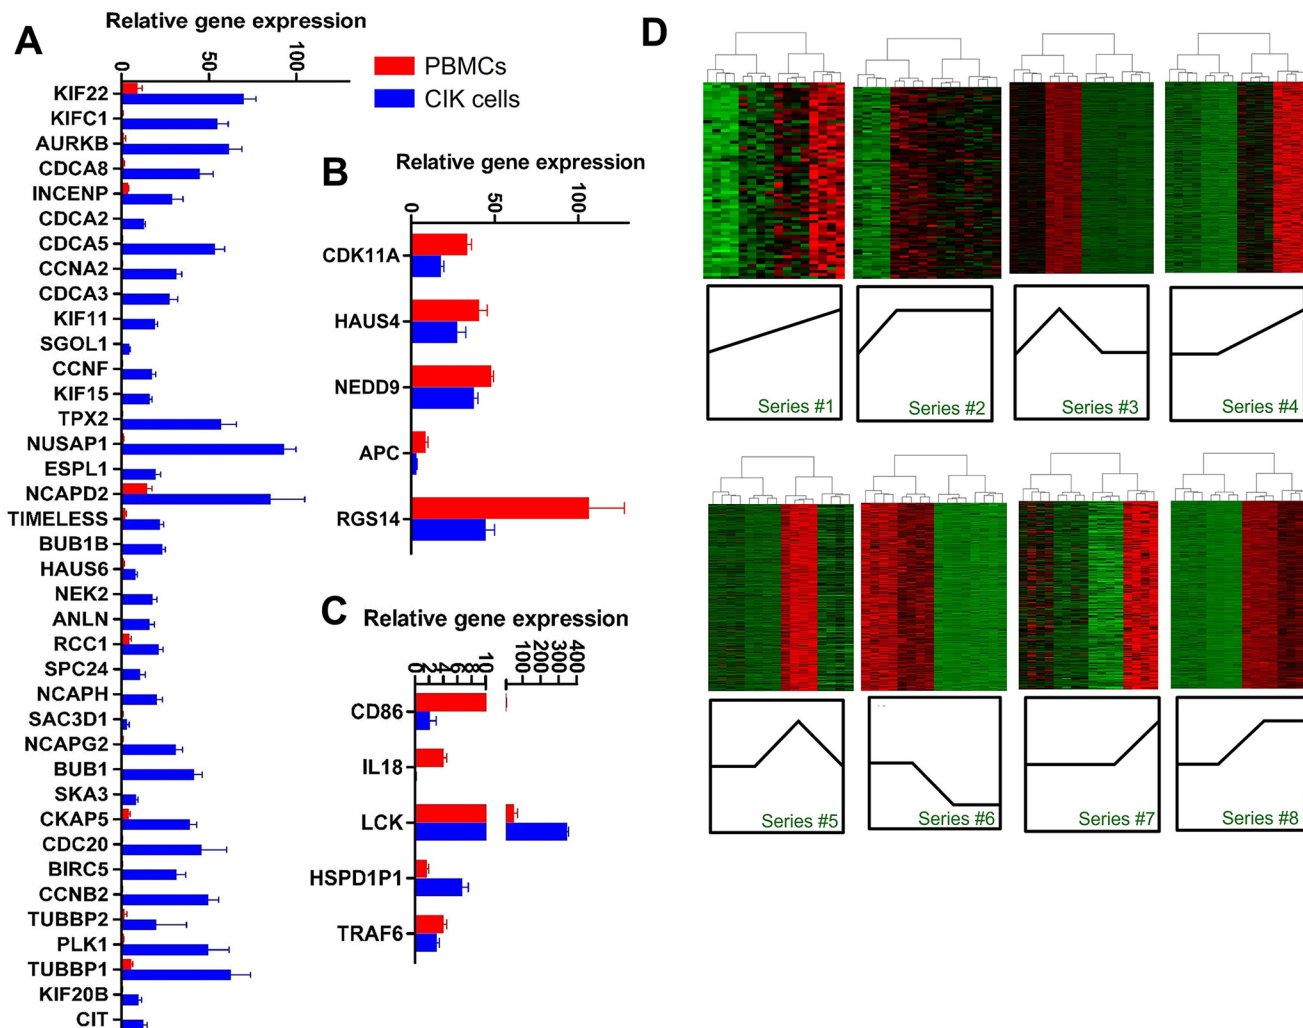 A
Relative gene expression
0
50
100
KIF22
KIFC1
AURKB
CDCA8
INCENP
CDCA2
CDCA5
CCNA2
CDCA3
KIF11
SGOL1
CCNF
KIF15
TPX2
NUSAP1
ESPL1
NCAPD2
TIMELESS
BUB1B
HAUS6
NEK2
ANLN
RCC1
SPC24
NCAPH
SAC3D1
NCAPG2
BUB1
SKA3
CKAP5
CDC20
BIRC5
CCNB2
TUBBP2
PLK1
TUBBP1
KIF20B
CIT
PBMCs
CIK cells
B
Relative gene expression
0
50
100
CDK11A
HAUS4
NEDD9
APC
RGS14
C
Relative gene expression
0
2
4
6
8
10
100
200
300
400
CD86
IL18
LCK
HSPD1P1
TRAF6
D
Series #1
Series #2
Series #3
Series #4
Series #5
Series #6
Series #7
Series #8